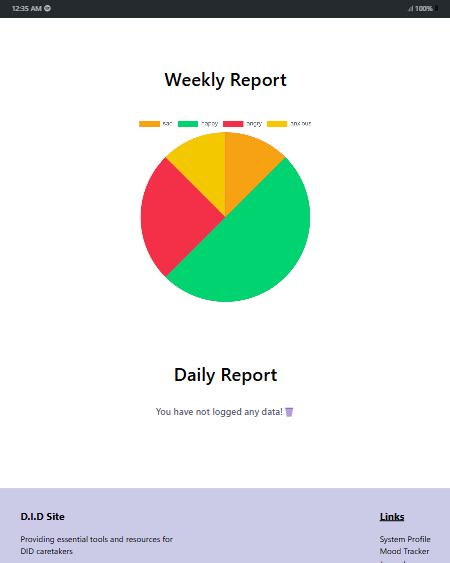 12:35 AM
100%
Weekly Report
sad happy angry anxious
Daily Report
You have not logged any data!
D.I.D Site
Links
Providing essential tools and resources for
DID caretakers
System Profile
Mood Tracker